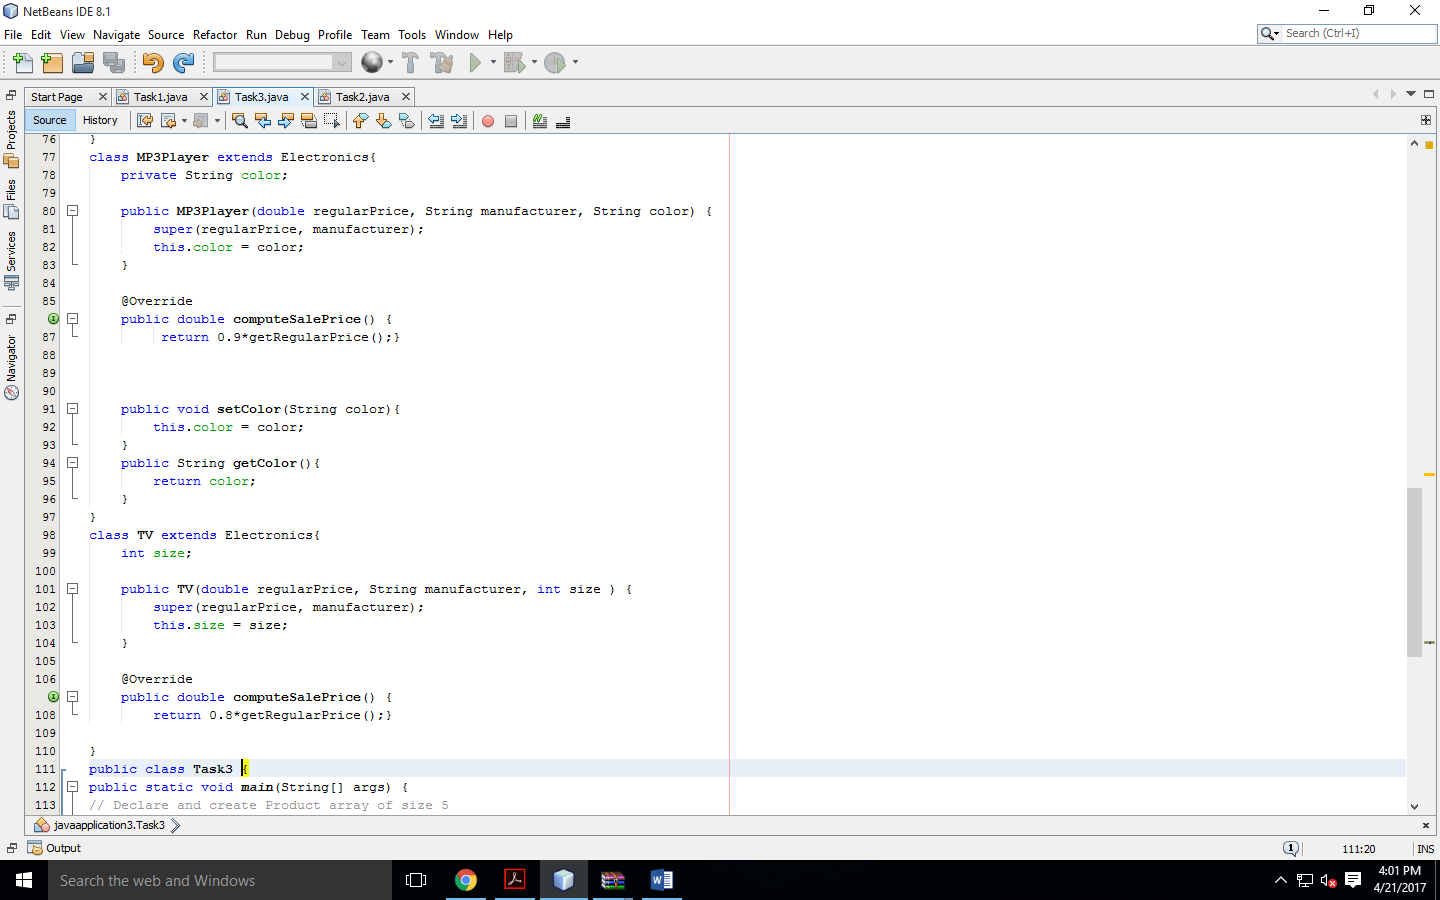 NetBeans IDE 8.1
File Edit View Navigate Source Refactor Run Debug Profile Team Tools Window Help
Search (Ctrl+I)
Start Page Task1.java Task3.java Task2.java
Source History
Projects
Files
Services
Navigator
76 }
77 class MP3Player extends Electronics{
78 private String color;
79
80 public MP3Player(double regularPrice, String manufacturer, String color) {
81 super(regularPrice, manufacturer);
82 this.color = color;
83 }
84
85 @Override
public double computeSalePrice() {
87 return 0.9*getRegularPrice();}
88
89
90
91 public void setColor(String color){
92 this.color = color;
93 }
94 public String getColor(){
95 return color;
96 }
97 }
98 class TV extends Electronics{
99 int size;
100
101 public TV(double regularPrice, String manufacturer, int size ) {
102 super(regularPrice, manufacturer);
103 this.size = size;
104 }
105
106 @Override
public double computeSalePrice() {
108 return 0.8*getRegularPrice();}
109
110 }
111 public class Task3 {
112 public static void main(String[] args) {
113 // Declare and create Product array of size 5
javaapplication3.Task3
Output
1
111:20 INS
Search the web and Windows
4:01 PM
4/21/2017